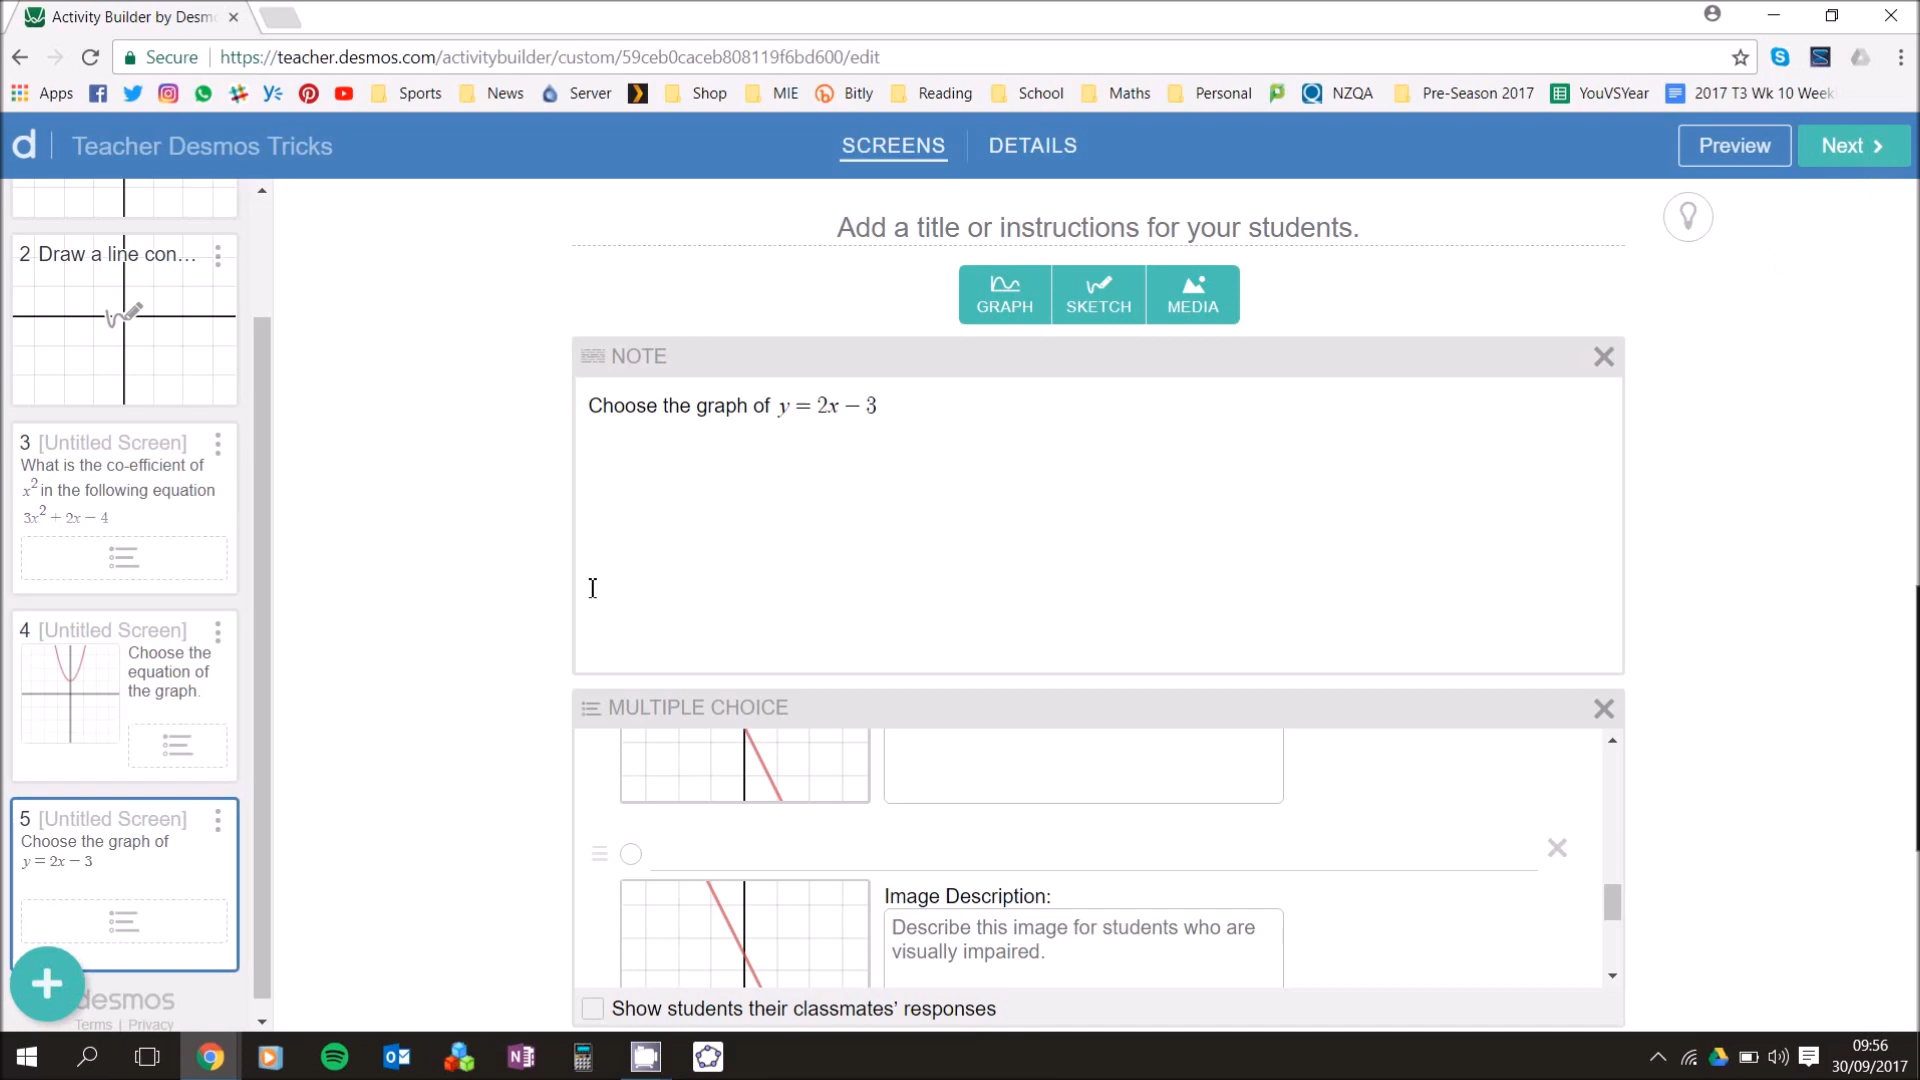 Activity Builder by Desm
Secure
https://teacher.desmos.com/activitybuilder/custom/59ceb0caceb808119f6bd600/edit
Apps
Sports
News
Server
Shop
MIE
Bitly
Reading
School
Maths
Personal
NZQA
Pre-Season 2017
YouVSYear
2017 T3 Wk 10 Week
d
Teacher Desmos Tricks
SCREENS
DETAILS
Preview
Next
2 Draw a line con...
3 [Untitled Screen]
What is the co-efficient of
x² in the following equation
3x² + 2x − 4
4 [Untitled Screen]
Choose the
equation of
the graph.
5 [Untitled Screen]
Choose the graph of
y = 2x − 3
desmos
Terms | Privacy
Add a title or instructions for your students.
GRAPH
SKETCH
MEDIA
NOTE
Choose the graph of y = 2x − 3
MULTIPLE CHOICE
Image Description:
Describe this image for students who are
visually impaired.
Show students their classmates' responses
09:56
30/09/2017